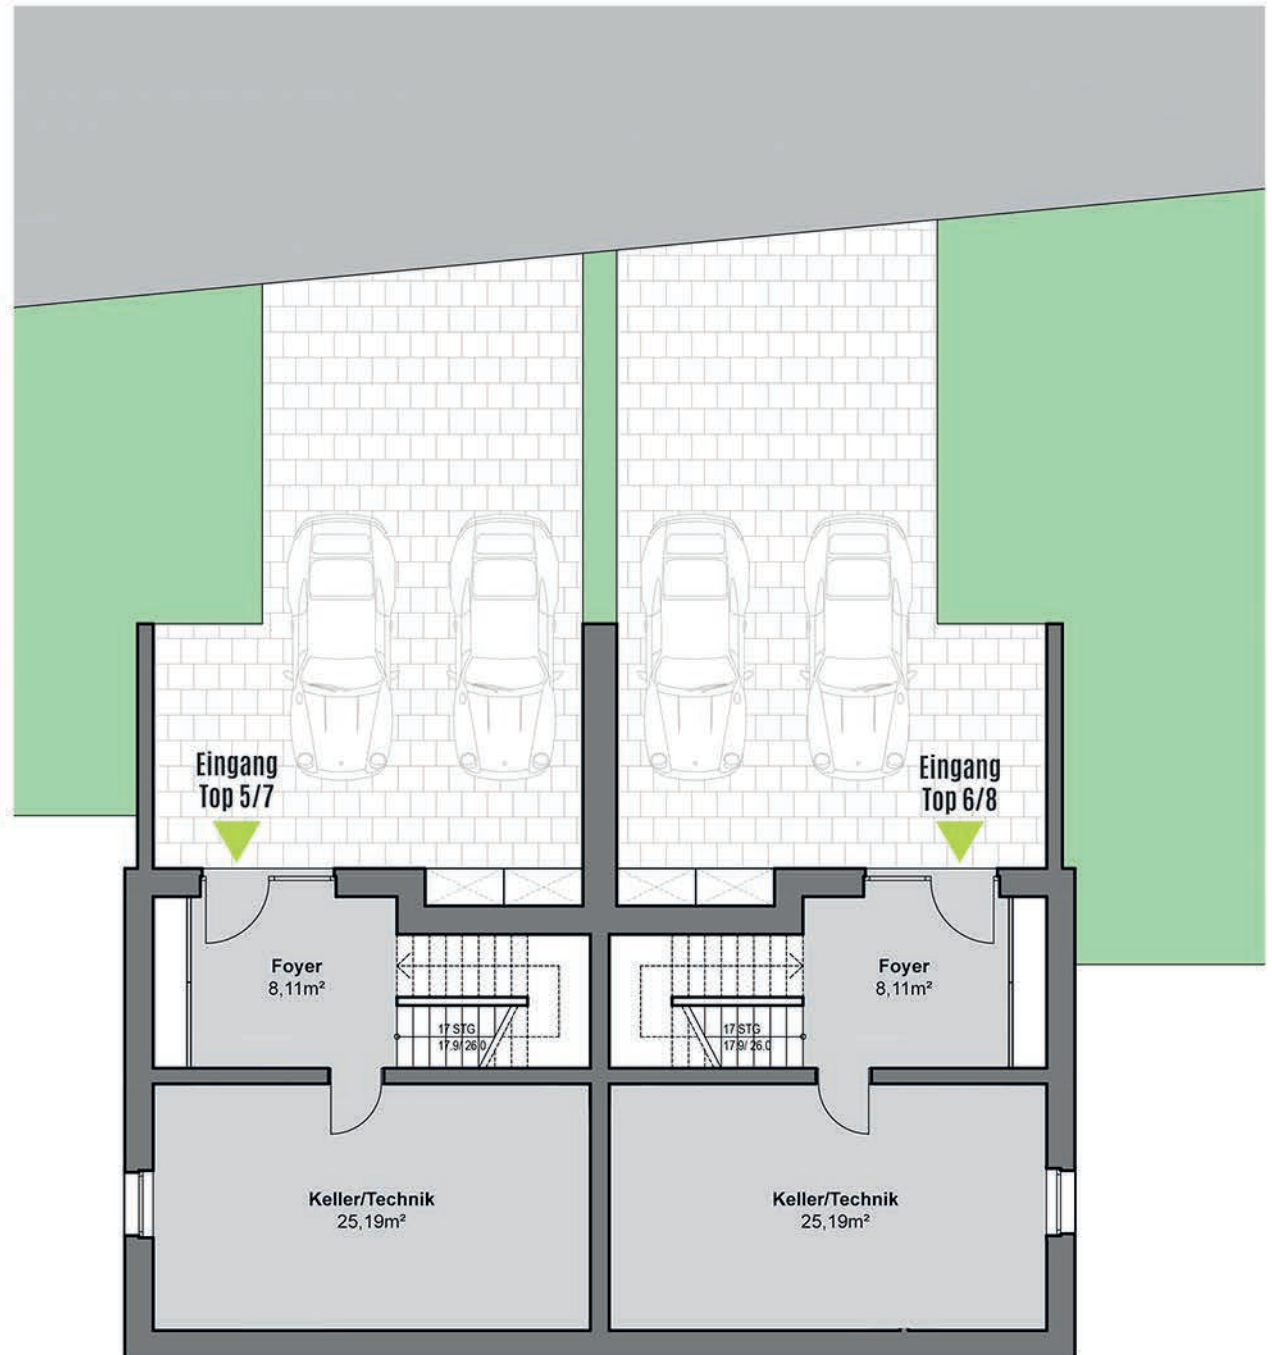 Eingang
Top 5/7
Eingang
Top 6/8
Foyer
8,11m²
Foyer
8,11m²
17 STG
17.9/ 26.0
17 STG
17.9/ 26.0
Keller/Technik
25,19m²
Keller/Technik
25,19m²